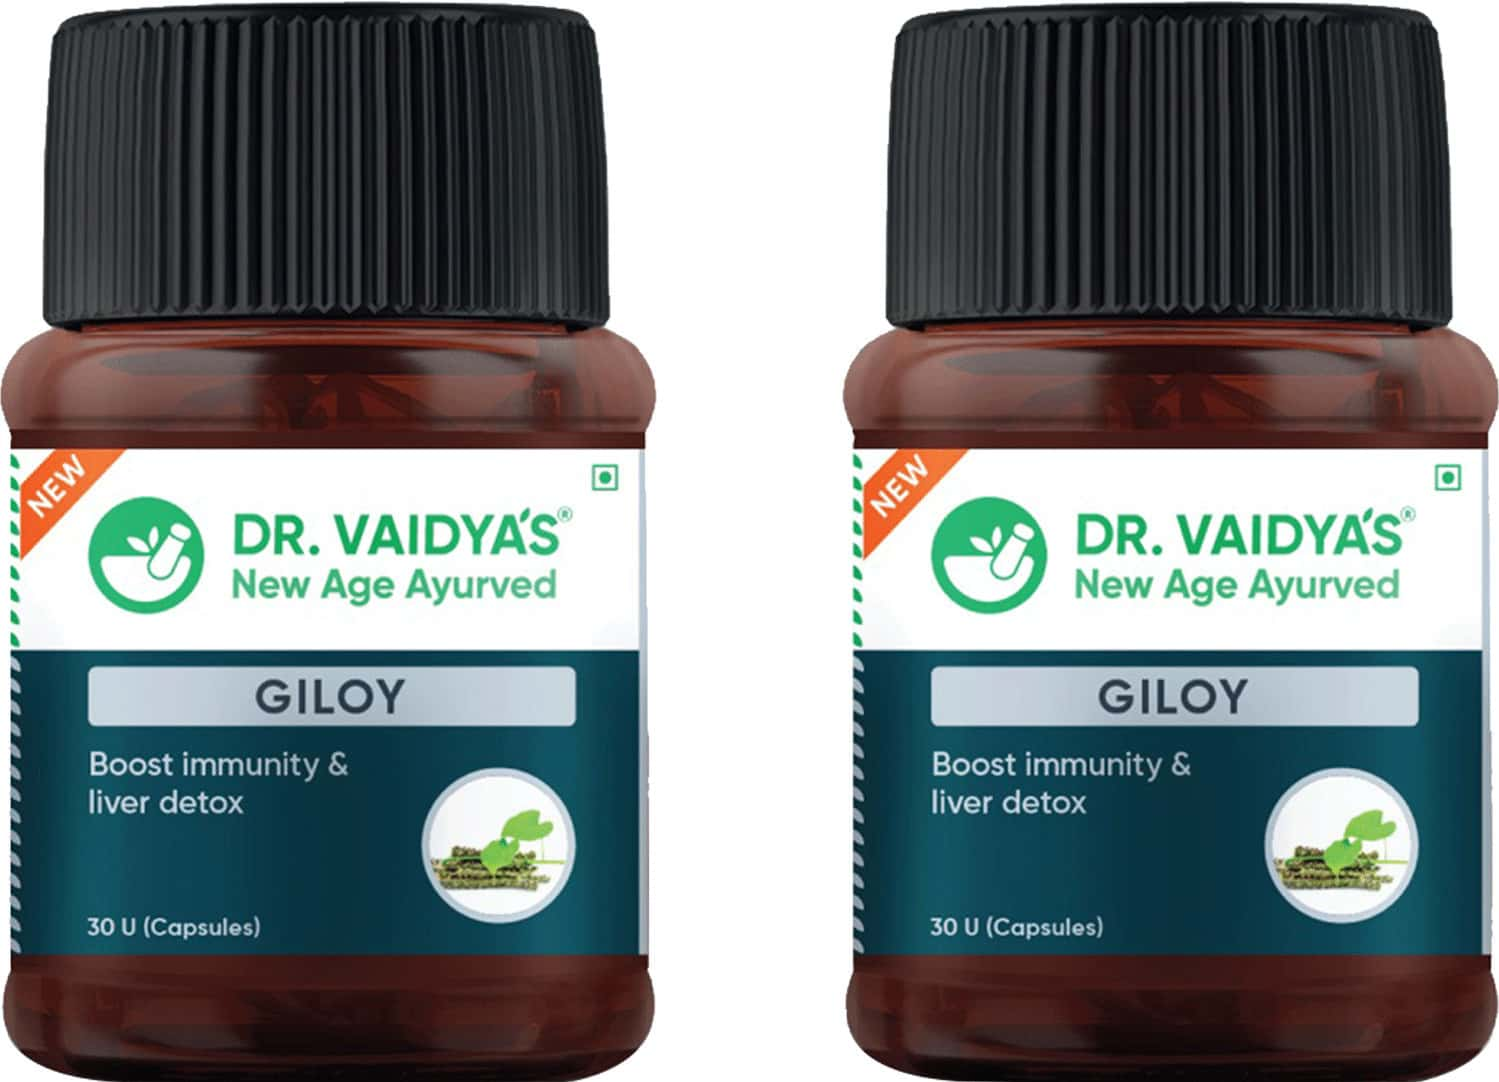 NEW
DR. VAIDYA'S®
New Age Ayurved
GILOY
Boost immunity &
liver detox
30 U (Capsules)
NEW
DR. VAIDYA'S®
New Age Ayurved
GILOY
Boost immunity &
liver detox
30 U (Capsules)